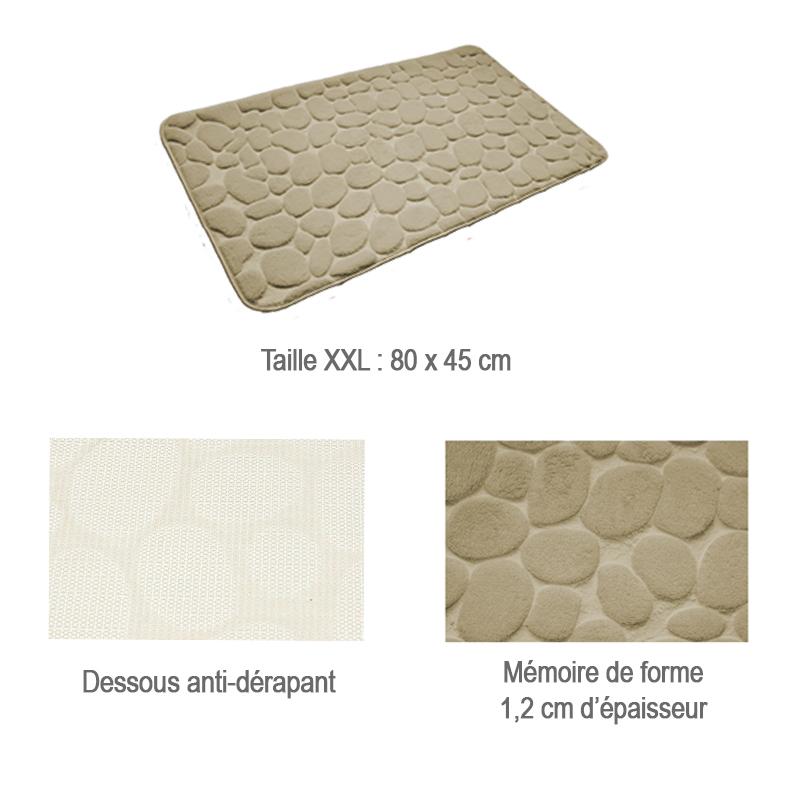 Taille XXL : 80 x 45 cm
Dessous anti-dérapant
Mémoire de forme
1,2 cm d’épaisseur